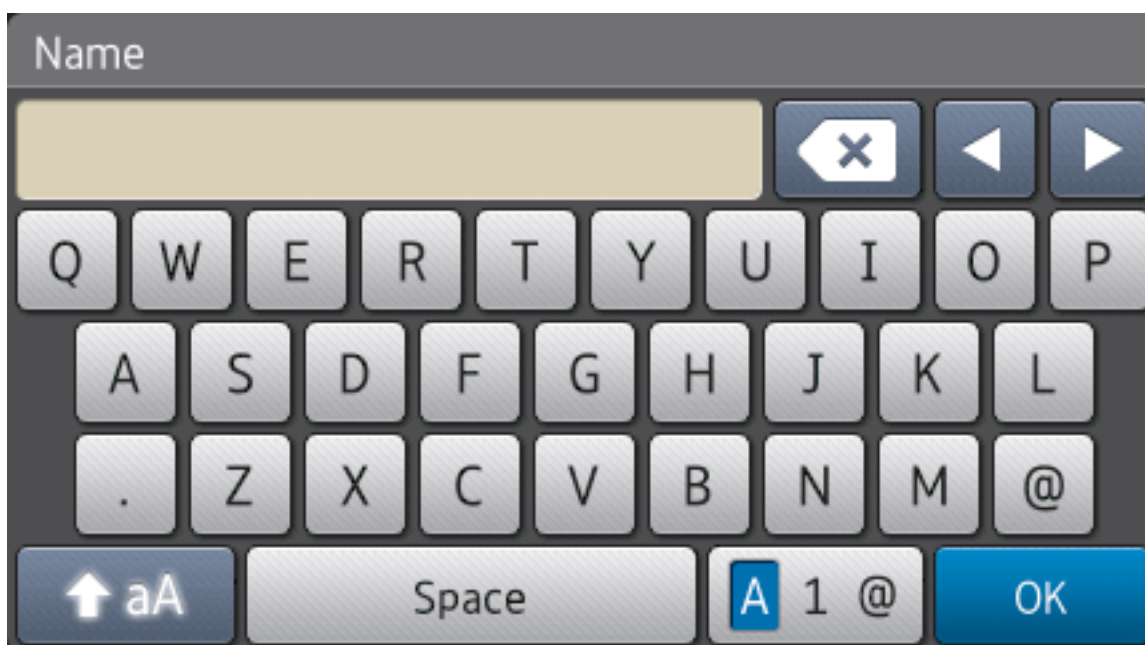 Name
Q W E R T Y U I O P
A S D F G H J K L
. Z X C V B N M @
aA Space A 1 @ OK